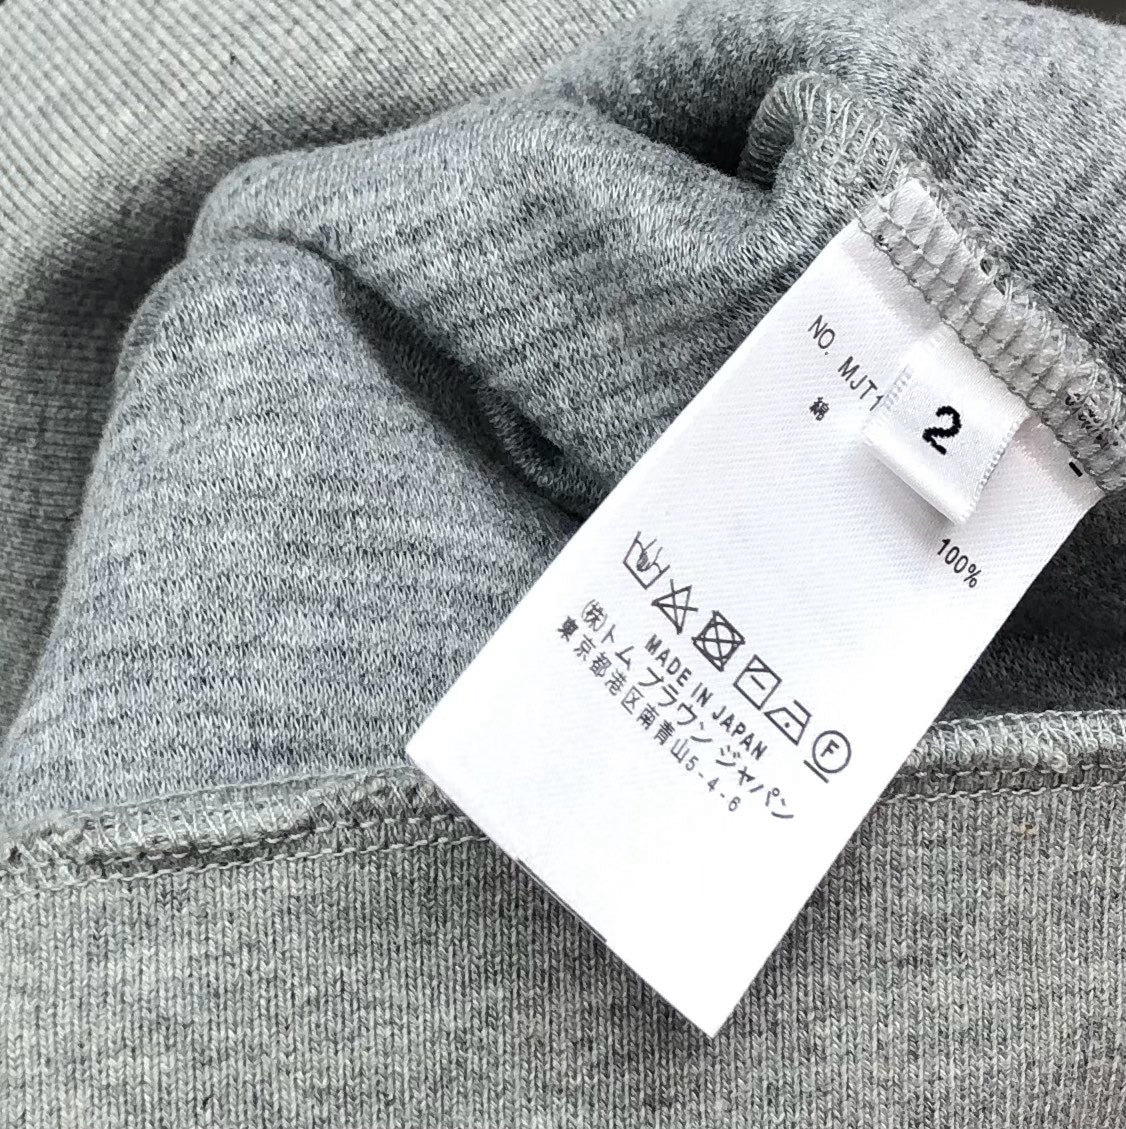 NO. MJT1
2
綿
100%
MADE IN JAPAN
(株)トム ブラウン ジャパン
東京都港区南青山5-4-6
F